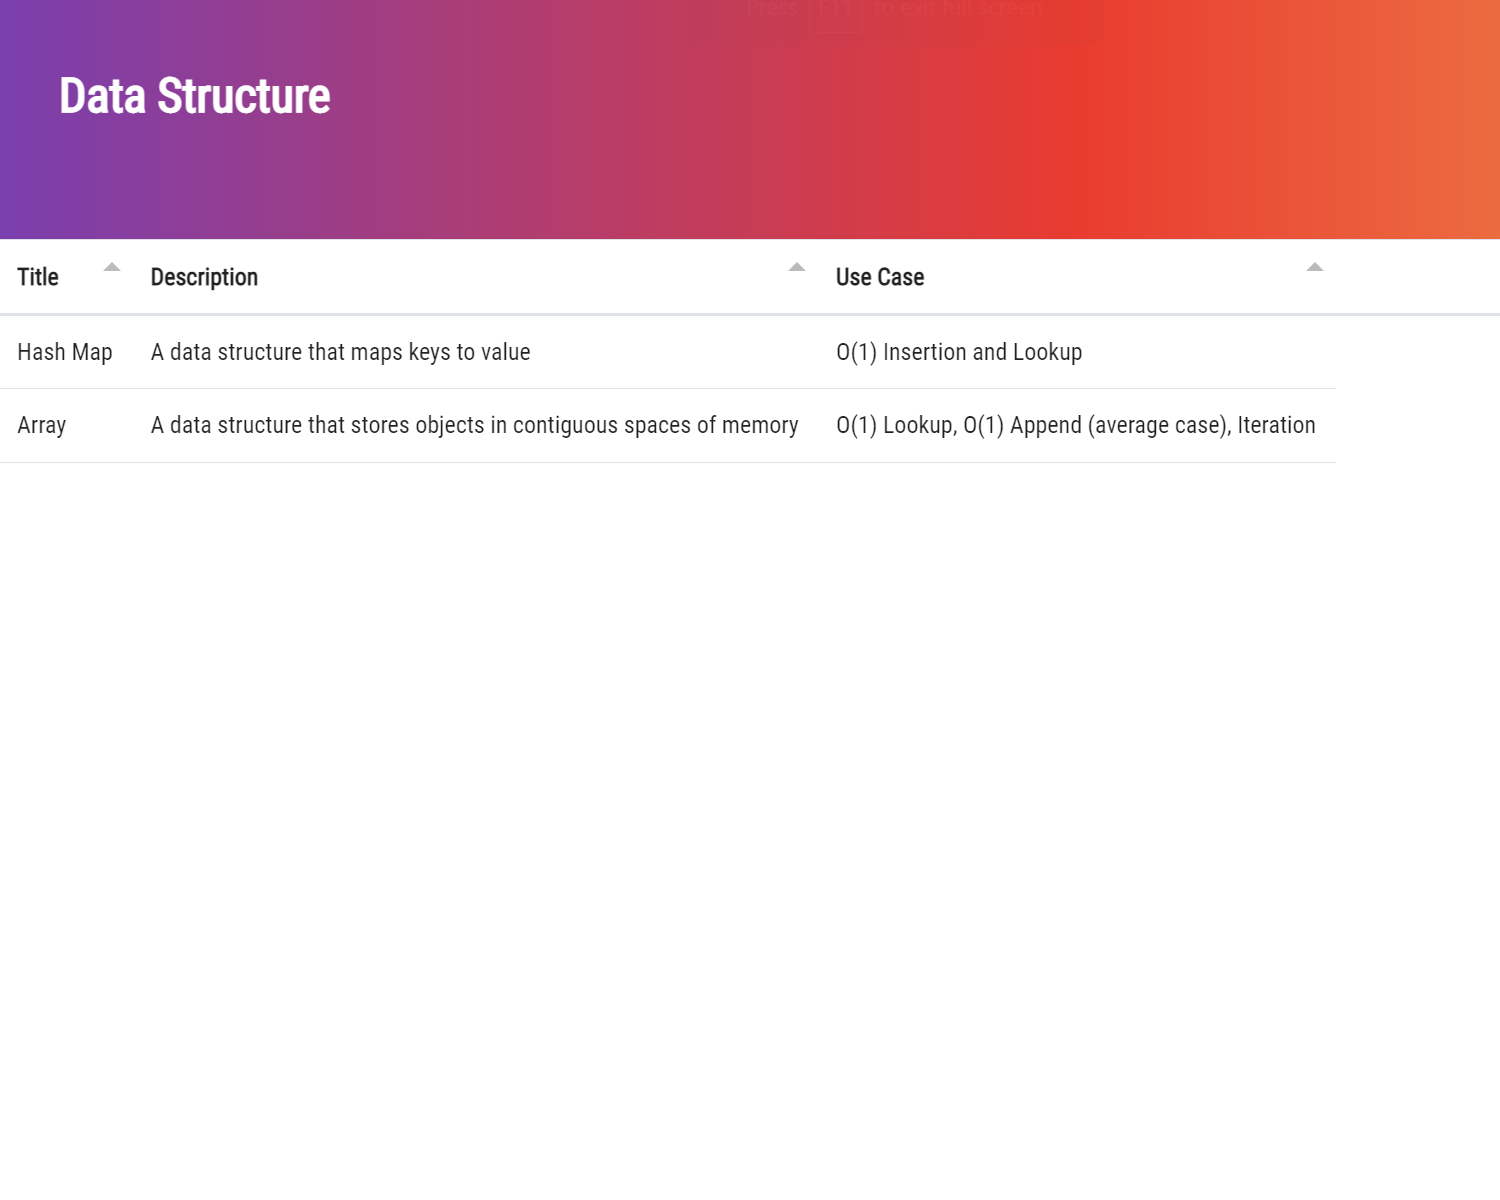 Press F11 to exit full screen
Data Structure
Title Description Use Case
Hash Map A data structure that maps keys to value O(1) Insertion and Lookup
Array A data structure that stores objects in contiguous spaces of memory O(1) Lookup, O(1) Append (average case), Iteration